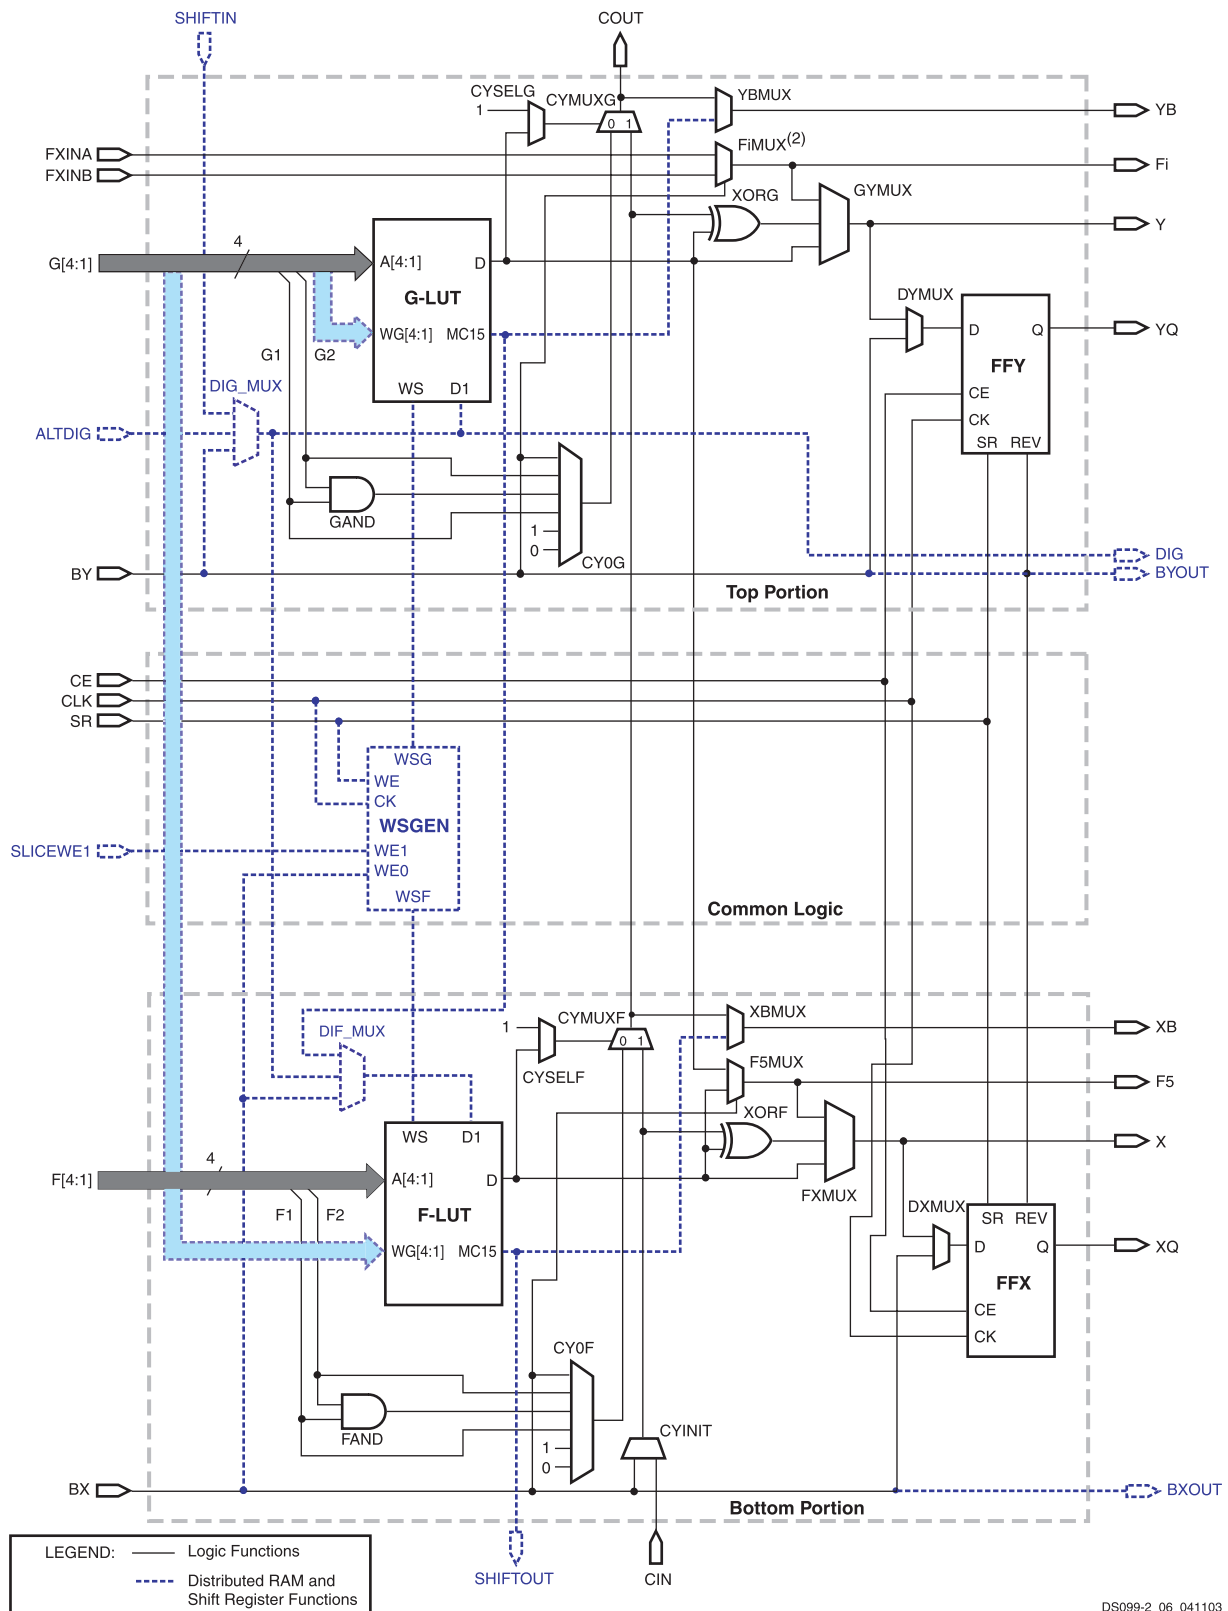 SHIFTIN
COUT
CYSELG
CYMUXG
YBMUX
1
0 1
YB
FXINA
FiMUX(2)
Fi
FXINB
XORG
GYMUX
Y
4
G[4:1]
A[4:1]
D
G-LUT
DYMUX
WG[4:1]
MC15
D
Q
YQ
G1
G2
FFY
DIG_MUX
WS
D1
CE
CK
ALTDIG
SR
REV
GAND
1
0
CY0G
DIG
BY
BYOUT
Top Portion
CE
CLK
SR
WSG
WE
CK
WSGEN
SLICEWE1
WE1
WE0
WSF
Common Logic
XBMUX
CYMUXF
DIF_MUX
1
0 1
XB
CYSELF
F5MUX
F5
XORF
WS
D1
X
4
F[4:1]
A[4:1]
D
FXMUX
F1
F2
F-LUT
DXMUX
SR
REV
WG[4:1]
MC15
D
Q
XQ
FFX
CE
CK
CY0F
CYINIT
FAND
1
0
BX
BXOUT
Bottom Portion
LEGEND:
Logic Functions
Distributed RAM and
Shift Register Functions
SHIFTOUT
CIN
DS099-2_06_041103